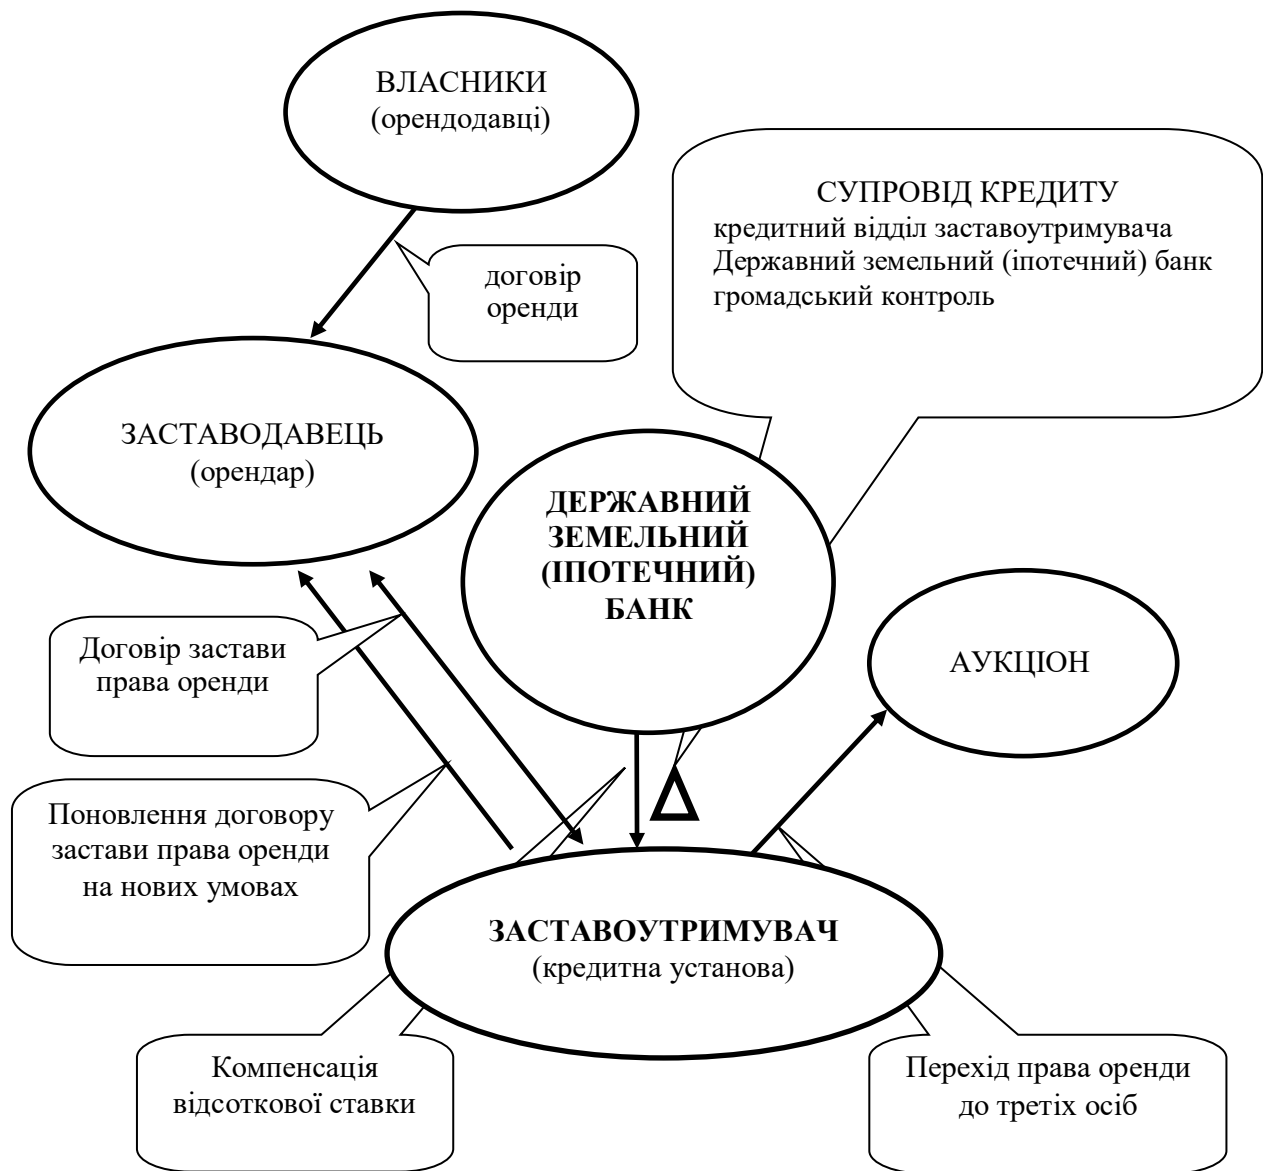 ВЛАСНИКИ
(орендодавці)
СУПРОВІД КРЕДИТУ
кредитний відділ заставоутримувача
Державний земельний (іпотечний) банк
громадський контроль
договір
оренди
ЗАСТАВОДАВЕЦЬ
(орендар)
ДЕРЖАВНИЙ
ЗЕМЕЛЬНИЙ
(ІПОТЕЧНИЙ)
БАНК
Договір застави
права оренди
АУКЦІОН
Поновлення договору
застави права оренди
на нових умовах
ЗАСТАВОУТРИМУВАЧ
(кредитна установа)
Компенсація
відсоткової ставки
Перехід права оренди
до третіх осіб